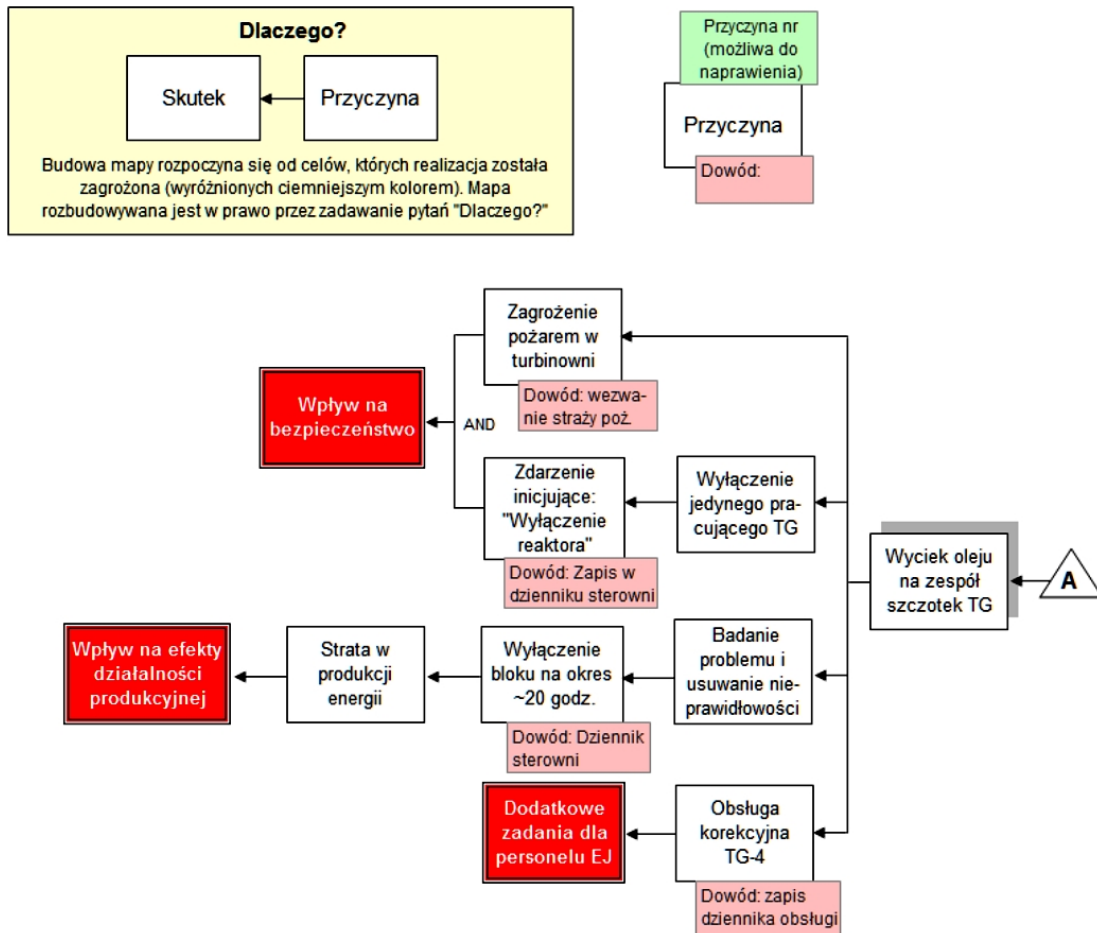 Dlaczego?
Skutek
Przyczyna
Budowa mapy rozpoczyna się od celów, których realizacja została
zagrożona (wyróżnionych ciemniejszym kolorem). Mapa
rozbudowywana jest w prawo przez zadawanie pytań "Dlaczego?"
Przyczyna nr
(możliwa do
naprawienia)
Przyczyna
Dowód:
Zagrożenie
pożarem w
turbinowni
Dowód: wezwa-
nie straży poż.
Wpływ na
bezpieczeństwo
AND
Zdarzenie
inicjujące:
"Wyłączenie
reaktora"
Dowód: Zapis w
dzienniku sterowni
Wyłączenie
jedynego pra-
cującego TG
Wyciek oleju
na zespół
szczotek TG
A
Wpływ na efekty
działalności
produkcyjnej
Strata w
produkcji
energii
Wyłączenie
bloku na okres
~20 godz.
Dowód: Dziennik
sterowni
Badanie
problemu i
usuwanie nie-
prawidłowości
Dodatkowe
zadania dla
personelu EJ
Obsługa
korekcyjna
TG-4
Dowód: zapis
dziennika obsługi